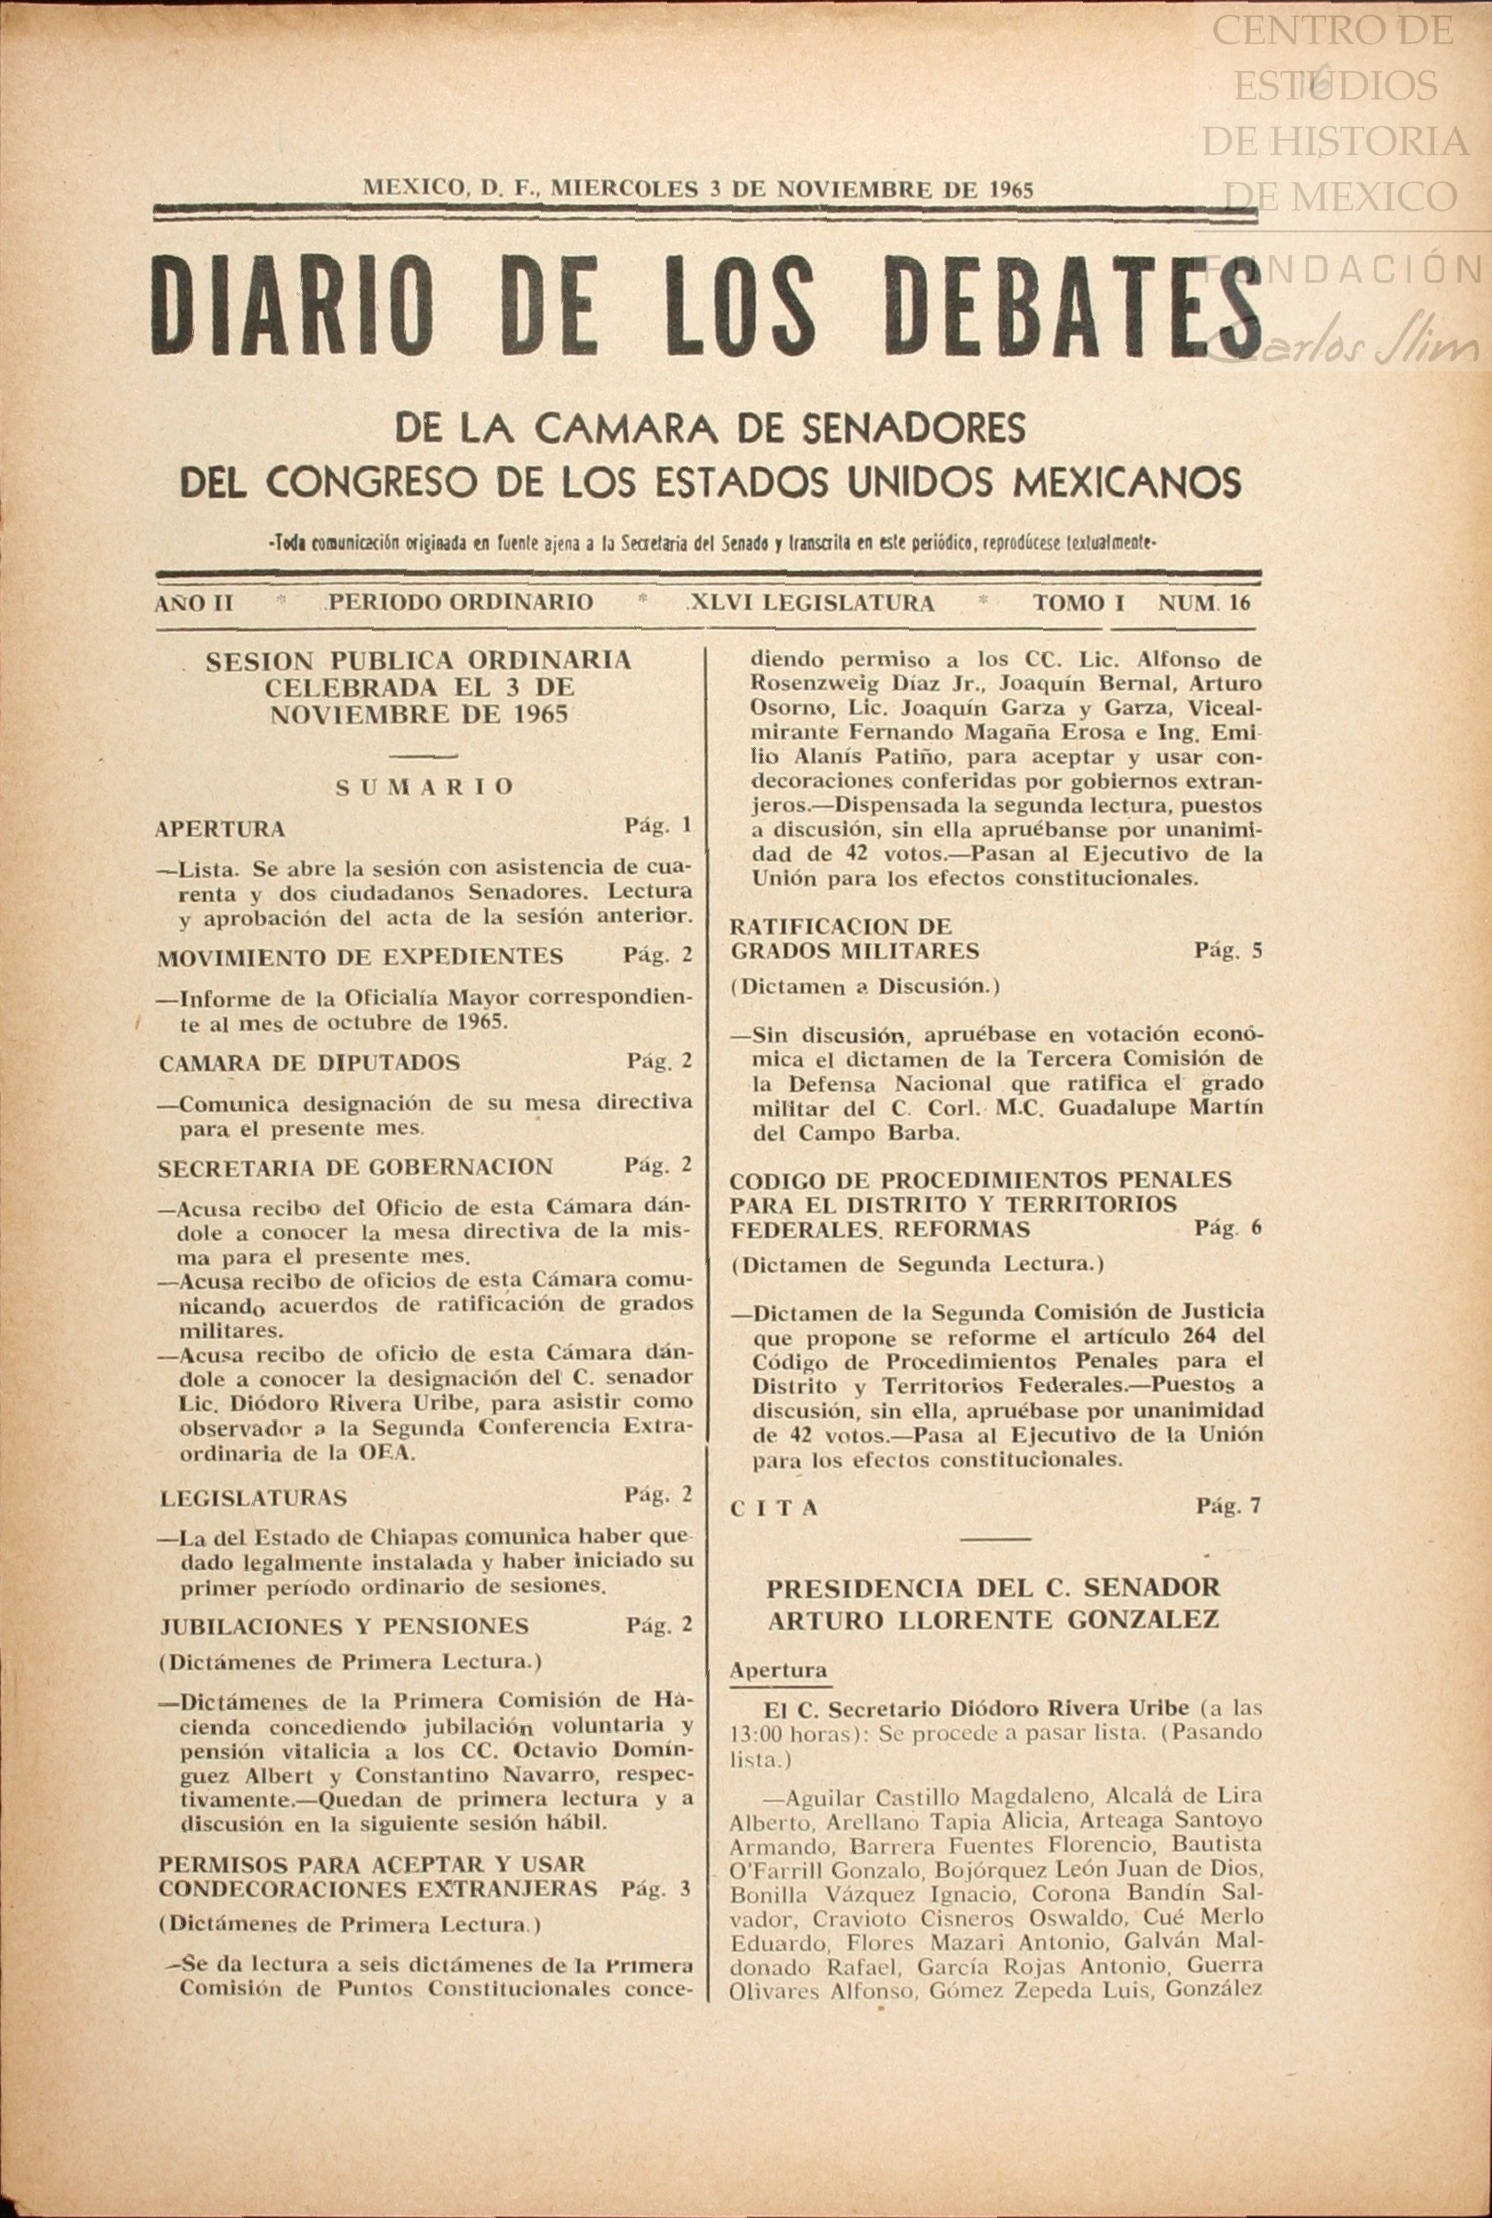 CENTRO DE
ESTUDIOS
DE HISTORIA
DE MEXICO
FUNDACIÓN
Carlos Slim
MEXICO, D. F., MIERCOLES 3 DE NOVIEMBRE DE 1965
DIARIO DE LOS DEBATES
DE LA CAMARA DE SENADORES
DEL CONGRESO DE LOS ESTADOS UNIDOS MEXICANOS
-Toda comunicación originada en fuente ajena a la Secretaria del Senado y transcrita en este periódico, reprodúcese textualmente-
AÑO II * PERIODO ORDINARIO * XLVI LEGISLATURA * TOMO I NUM. 16
SESION PUBLICA ORDINARIA
CELEBRADA EL 3 DE
NOVIEMBRE DE 1965
SUMARIO
APERTURA Pág. 1
—Lista. Se abre la sesión con asistencia de cua-
renta y dos ciudadanos Senadores. Lectura
y aprobación del acta de la sesión anterior.
MOVIMIENTO DE EXPEDIENTES Pág. 2
—Informe de la Oficialía Mayor correspondien-
te al mes de octubre de 1965.
CAMARA DE DIPUTADOS Pág. 2
—Comunica designación de su mesa directiva
para el presente mes.
SECRETARIA DE GOBERNACION Pág. 2
—Acusa recibo del Oficio de esta Cámara dán-
dole a conocer la mesa directiva de la mis-
ma para el presente mes.
—Acusa recibo de oficios de esta Cámara comu-
nicando acuerdos de ratificación de grados
militares.
—Acusa recibo de oficio de esta Cámara dán-
dole a conocer la designación del C. senador
Lic. Diódoro Rivera Uribe, para asistir como
observador a la Segunda Conferencia Extra-
ordinaria de la OEA.
LEGISLATURAS Pág. 2
—La del Estado de Chiapas comunica haber que
dado legalmente instalada y haber iniciado su
primer período ordinario de sesiones.
JUBILACIONES Y PENSIONES Pág. 2
(Dictámenes de Primera Lectura.)
—Dictámenes de la Primera Comisión de Ha-
cienda concediendo jubilación voluntaria y
pensión vitalicia a los CC. Octavio Domín-
guez Albert y Constantino Navarro, respec-
tivamente.—Quedan de primera lectura y a
discusión en la siguiente sesión hábil.
PERMISOS PARA ACEPTAR Y USAR
CONDECORACIONES EXTRANJERAS Pág. 3
(Dictámenes de Primera Lectura.)
—Se da lectura a seis dictámenes de la Primera
Comisión de Puntos Constitucionales conce-
diendo permiso a los CC. Lic. Alfonso de
Rosenzweig Díaz Jr., Joaquín Bernal, Arturo
Osorno, Lic. Joaquín Garza y Garza, Viceal-
mirante Fernando Magaña Erosa e Ing. Emi-
lio Alanís Patiño, para aceptar y usar con-
decoraciones conferidas por gobiernos extran-
jeros.—Dispensada la segunda lectura, puestos
a discusión, sin ella apruébanse por unanimi-
dad de 42 votos.—Pasan al Ejecutivo de la
Unión para los efectos constitucionales.
RATIFICACION DE
GRADOS MILITARES Pág. 5
(Dictamen a Discusión.)
—Sin discusión, apruébase en votación econó-
mica el dictamen de la Tercera Comisión de
la Defensa Nacional que ratifica el grado
militar del C. Corl. M.C. Guadalupe Martín
del Campo Barba.
CODIGO DE PROCEDIMIENTOS PENALES
PARA EL DISTRITO Y TERRITORIOS
FEDERALES. REFORMAS Pág. 6
(Dictamen de Segunda Lectura.)
—Dictamen de la Segunda Comisión de Justicia
que propone se reforme el artículo 264 del
Código de Procedimientos Penales para el
Distrito y Territorios Federales.—Puestos a
discusión, sin ella, apruébase por unanimidad
de 42 votos.—Pasa al Ejecutivo de la Unión
para los efectos constitucionales.
CITA Pág. 7
PRESIDENCIA DEL C. SENADOR
ARTURO LLORENTE GONZALEZ
Apertura
El C. Secretario Diódoro Rivera Uribe (a las
13:00 horas): Se procede a pasar lista. (Pasando
lista.)
—Aguilar Castillo Magdaleno, Alcalá de Lira
Alberto, Arellano Tapia Alicia, Arteaga Santoyo
Armando, Barrera Fuentes Florencio, Bautista
O'Farrill Gonzalo, Bojórquez León Juan de Dios,
Bonilla Vázquez Ignacio, Corona Bandín Sal-
vador, Cravioto Cisneros Oswaldo, Cué Merlo
Eduardo, Flores Mazari Antonio, Galván Mal-
donado Rafael, García Rojas Antonio, Guerra
Olivares Alfonso, Gómez Zepeda Luis, González